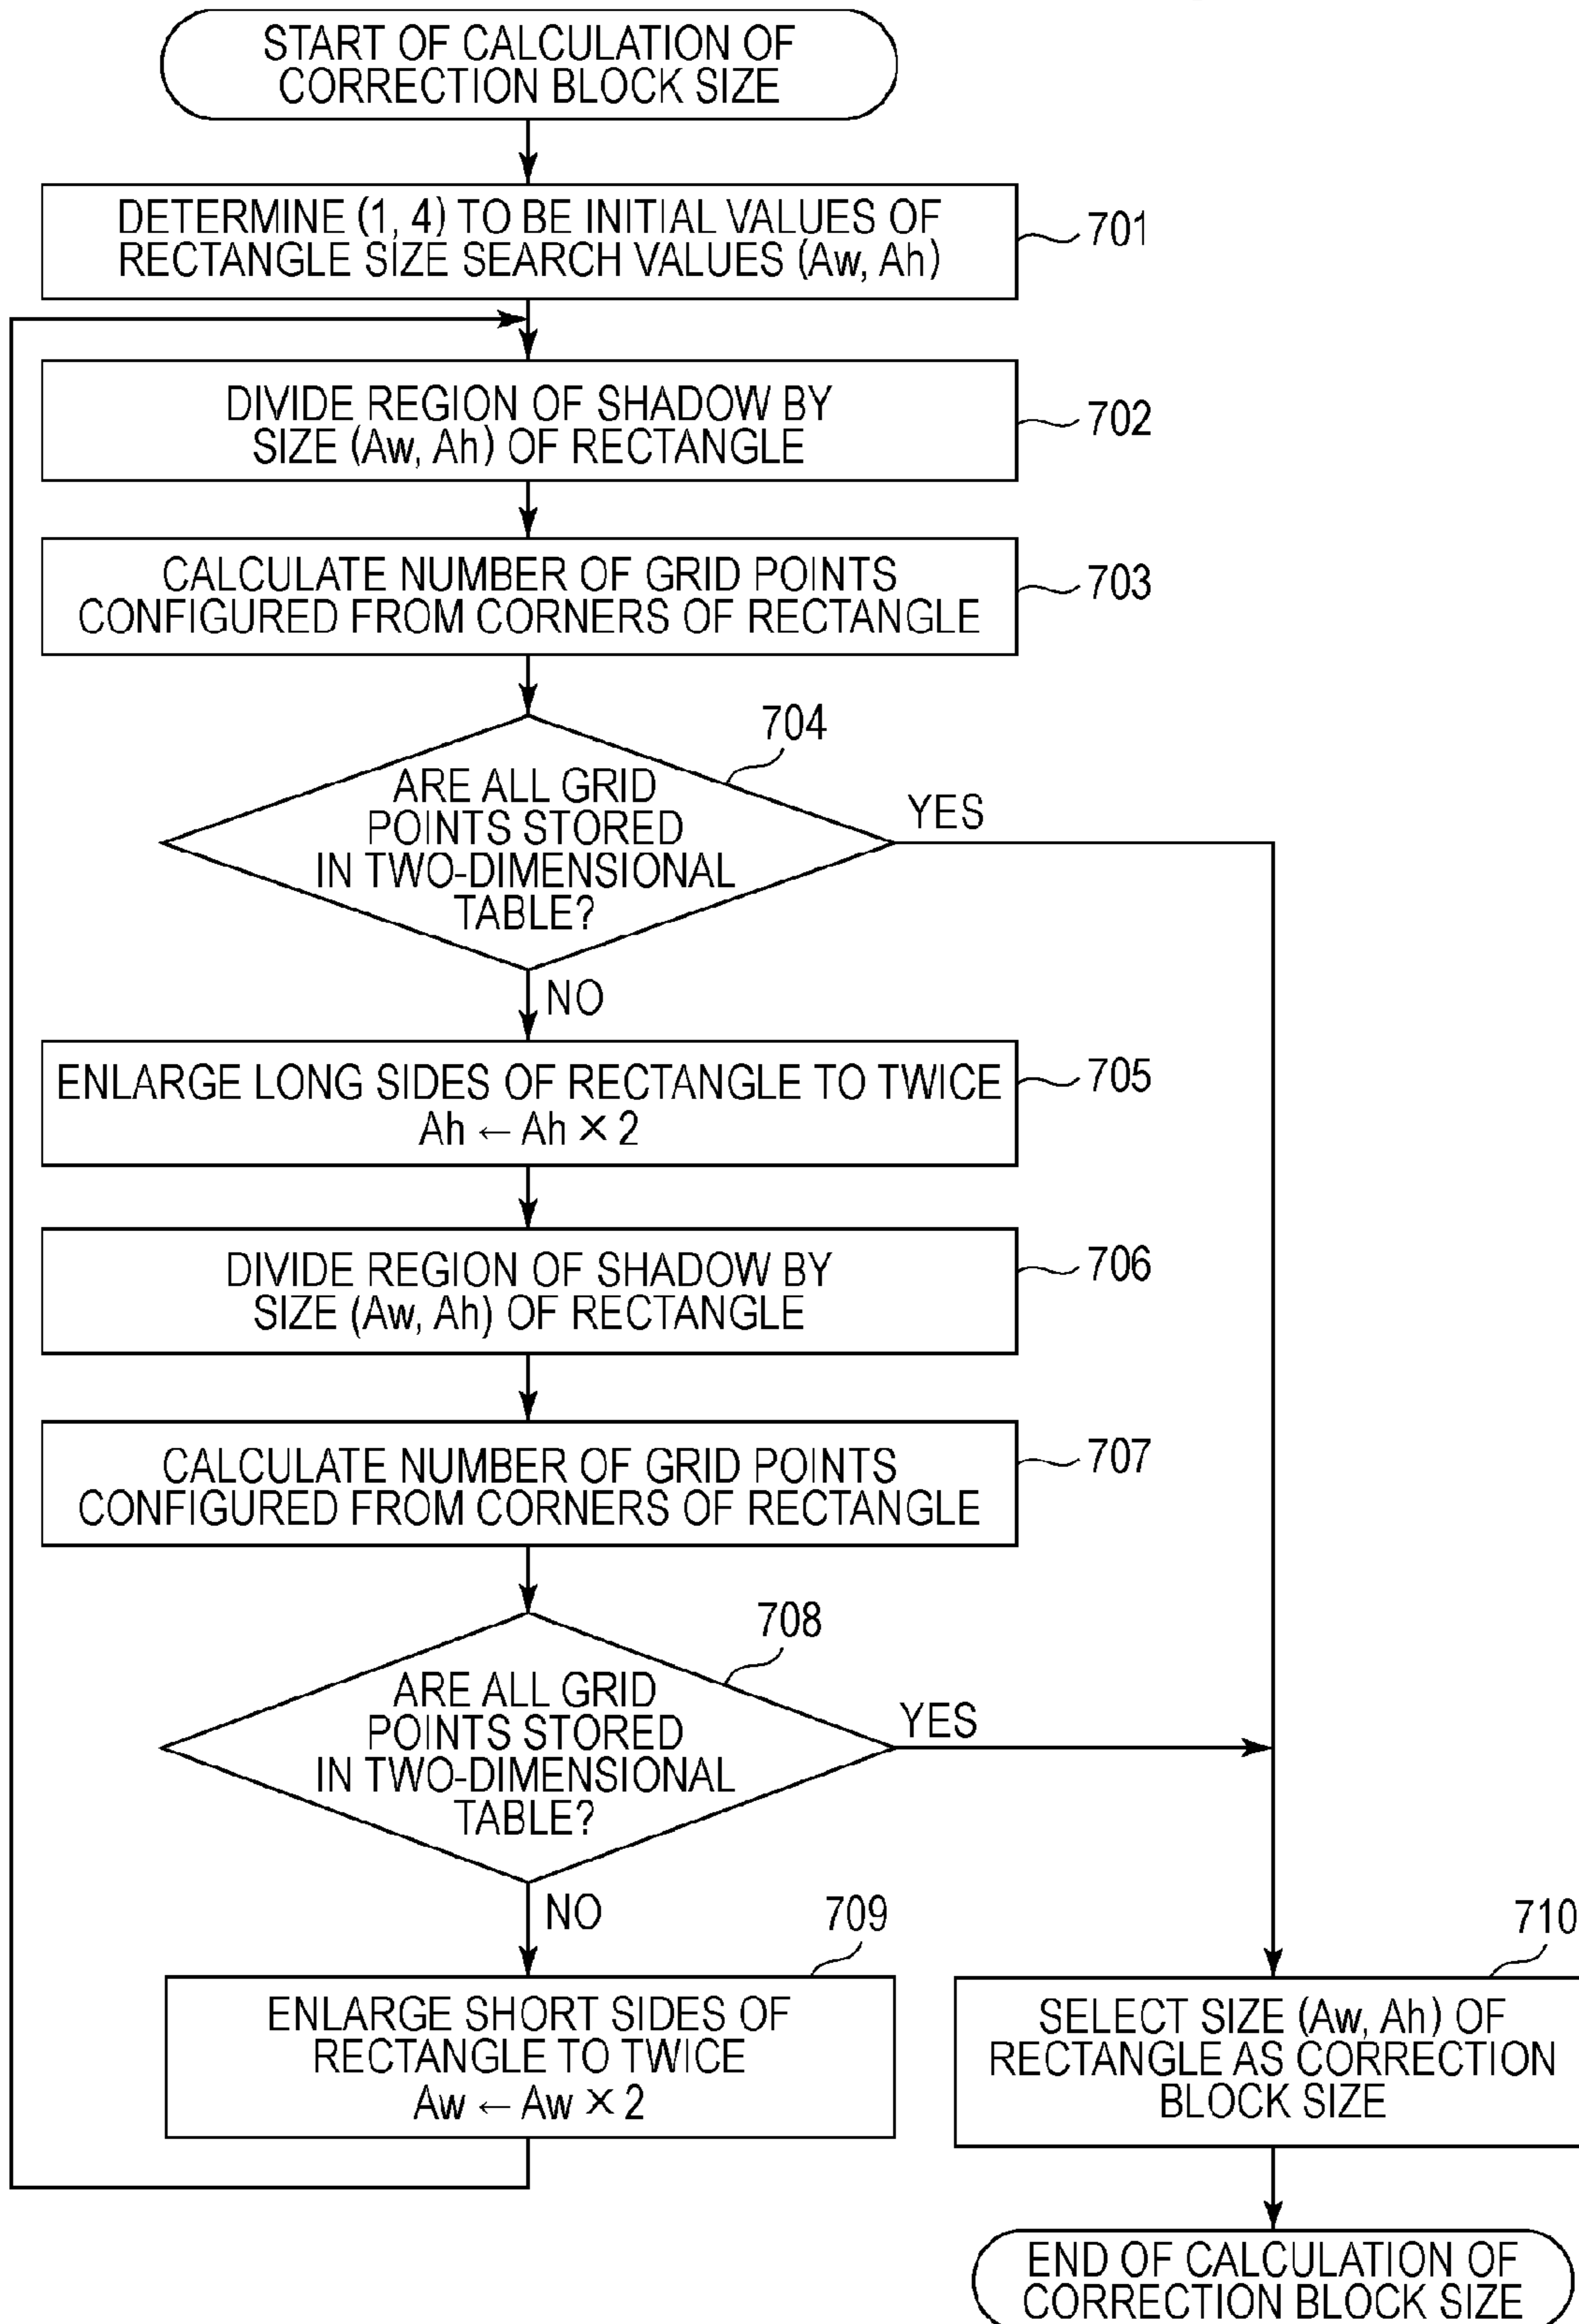 START OF CALCULATION OF
CORRECTION BLOCK SIZE
DETERMINE (1, 4) TO BE INITIAL VALUES OF
RECTANGLE SIZE SEARCH VALUES (Aw, Ah)
701
DIVIDE REGION OF SHADOW BY
SIZE (Aw, Ah) OF RECTANGLE
702
CALCULATE NUMBER OF GRID POINTS
CONFIGURED FROM CORNERS OF RECTANGLE
703
704
ARE ALL GRID
POINTS STORED
IN TWO-DIMENSIONAL
TABLE?
YES
NO
ENLARGE LONG SIDES OF RECTANGLE TO TWICE
Ah ← Ah × 2
705
DIVIDE REGION OF SHADOW BY
SIZE (Aw, Ah) OF RECTANGLE
706
CALCULATE NUMBER OF GRID POINTS
CONFIGURED FROM CORNERS OF RECTANGLE
707
708
ARE ALL GRID
POINTS STORED
IN TWO-DIMENSIONAL
TABLE?
YES
NO
709
ENLARGE SHORT SIDES OF
RECTANGLE TO TWICE
Aw ← Aw × 2
710
SELECT SIZE (Aw, Ah) OF
RECTANGLE AS CORRECTION
BLOCK SIZE
END OF CALCULATION OF
CORRECTION BLOCK SIZE